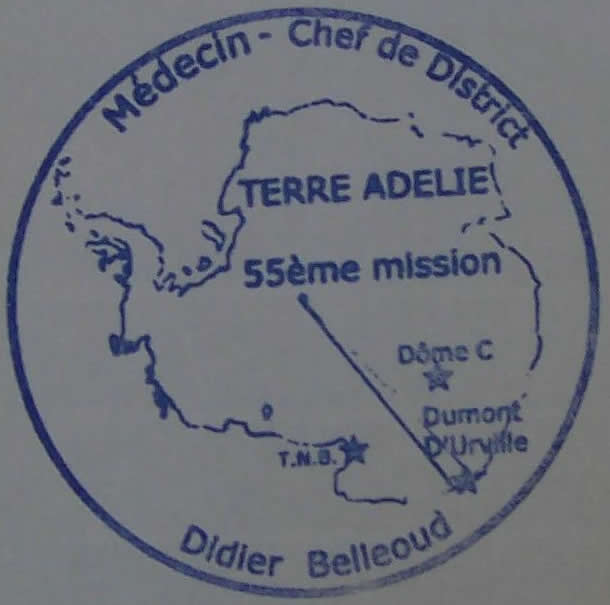 Médecin - Chef de District
TERRE ADELIE
55ème mission
Dôme C
Dumont
D'Urville
T.N.B.
Didier Belleoud